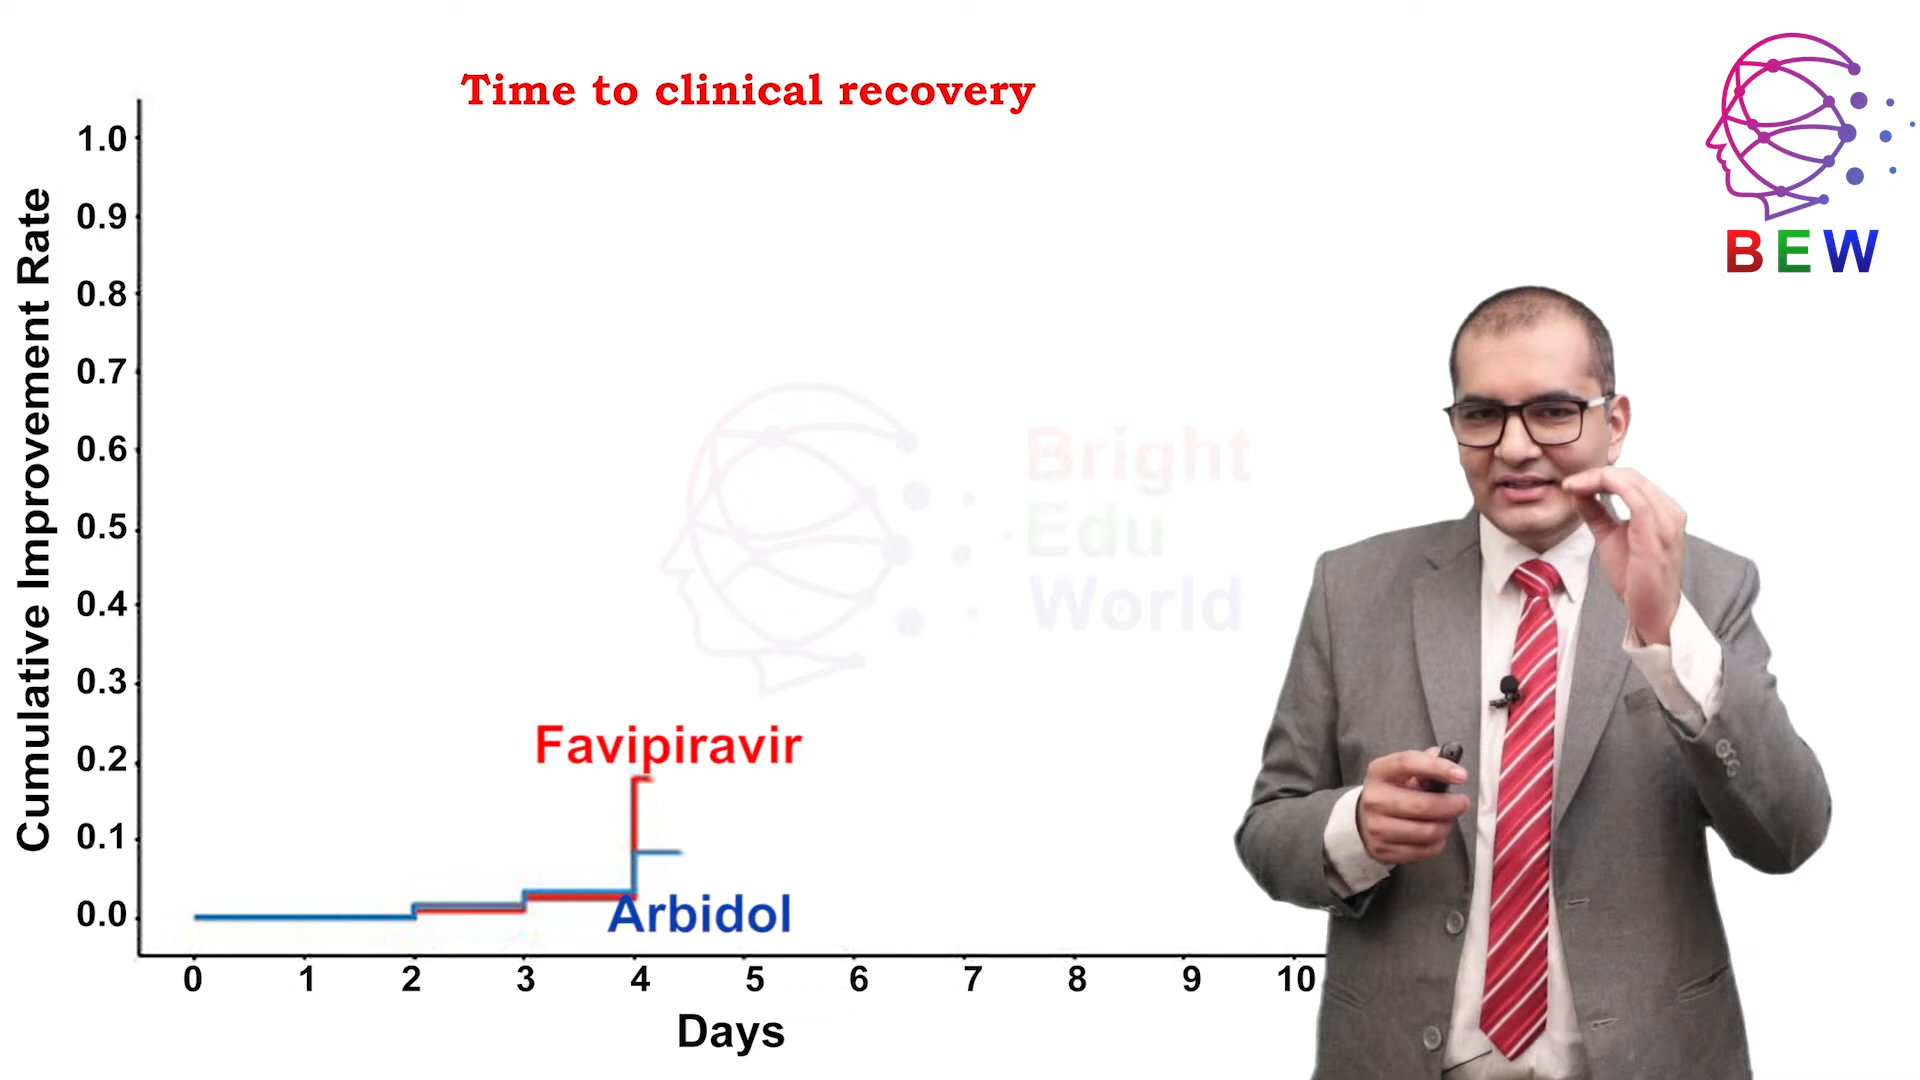 Time to clinical recovery
BEW
Cumulative Improvement Rate
1.0
0.9
0.8
0.7
0.6
0.5
0.4
0.3
0.2
0.1
0.0
Bright
Edu
World
Favipiravir
Arbidol
0 1 2 3 4 5 6 7 8 9 10
Days